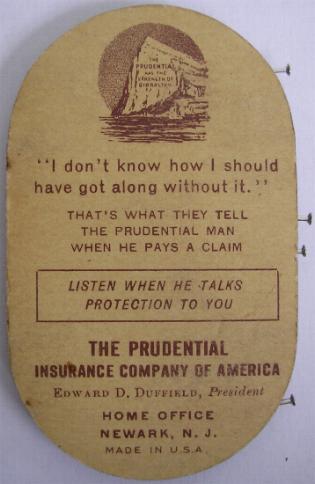 THE
PRUDENTIAL
HAS THE
STRENGTH OF
GIBRALTAR
"I don't know how I should
have got along without it."
THAT'S WHAT THEY TELL
THE PRUDENTIAL MAN
WHEN HE PAYS A CLAIM
LISTEN WHEN HE TALKS
PROTECTION TO YOU
THE PRUDENTIAL
INSURANCE COMPANY OF AMERICA
EDWARD D. DUFFIELD, President
HOME OFFICE
NEWARK, N. J.
MADE IN U.S.A.